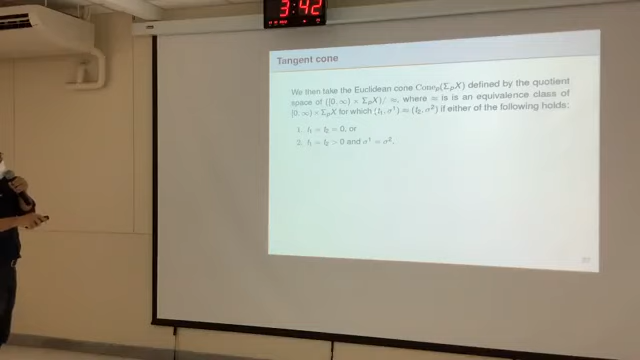 3:42
Tangent cone
We then take the Euclidean cone Coneₚ(ΣₚX) defined by the quotient
space of ([0, ∞) × ΣₚX)/ ≈, where ≈ is is an equivalence class of
[0, ∞) × ΣₚX for which (t₁, σ¹) ≈ (t₂, σ²) if either of the following holds:
1. t₁ = t₂ = 0, or
2. t₁ = t₂ > 0 and σ¹ = σ².